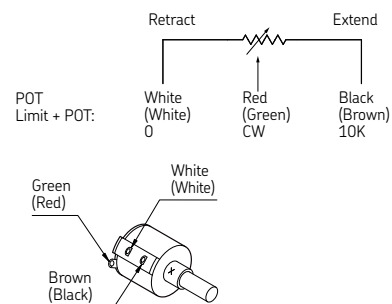 Retract Extend
POT White Red Black
Limit + POT: (White) (Green) (Brown)
0 CW 10K
White
(White)
Green
(Red)
Brown
(Black)